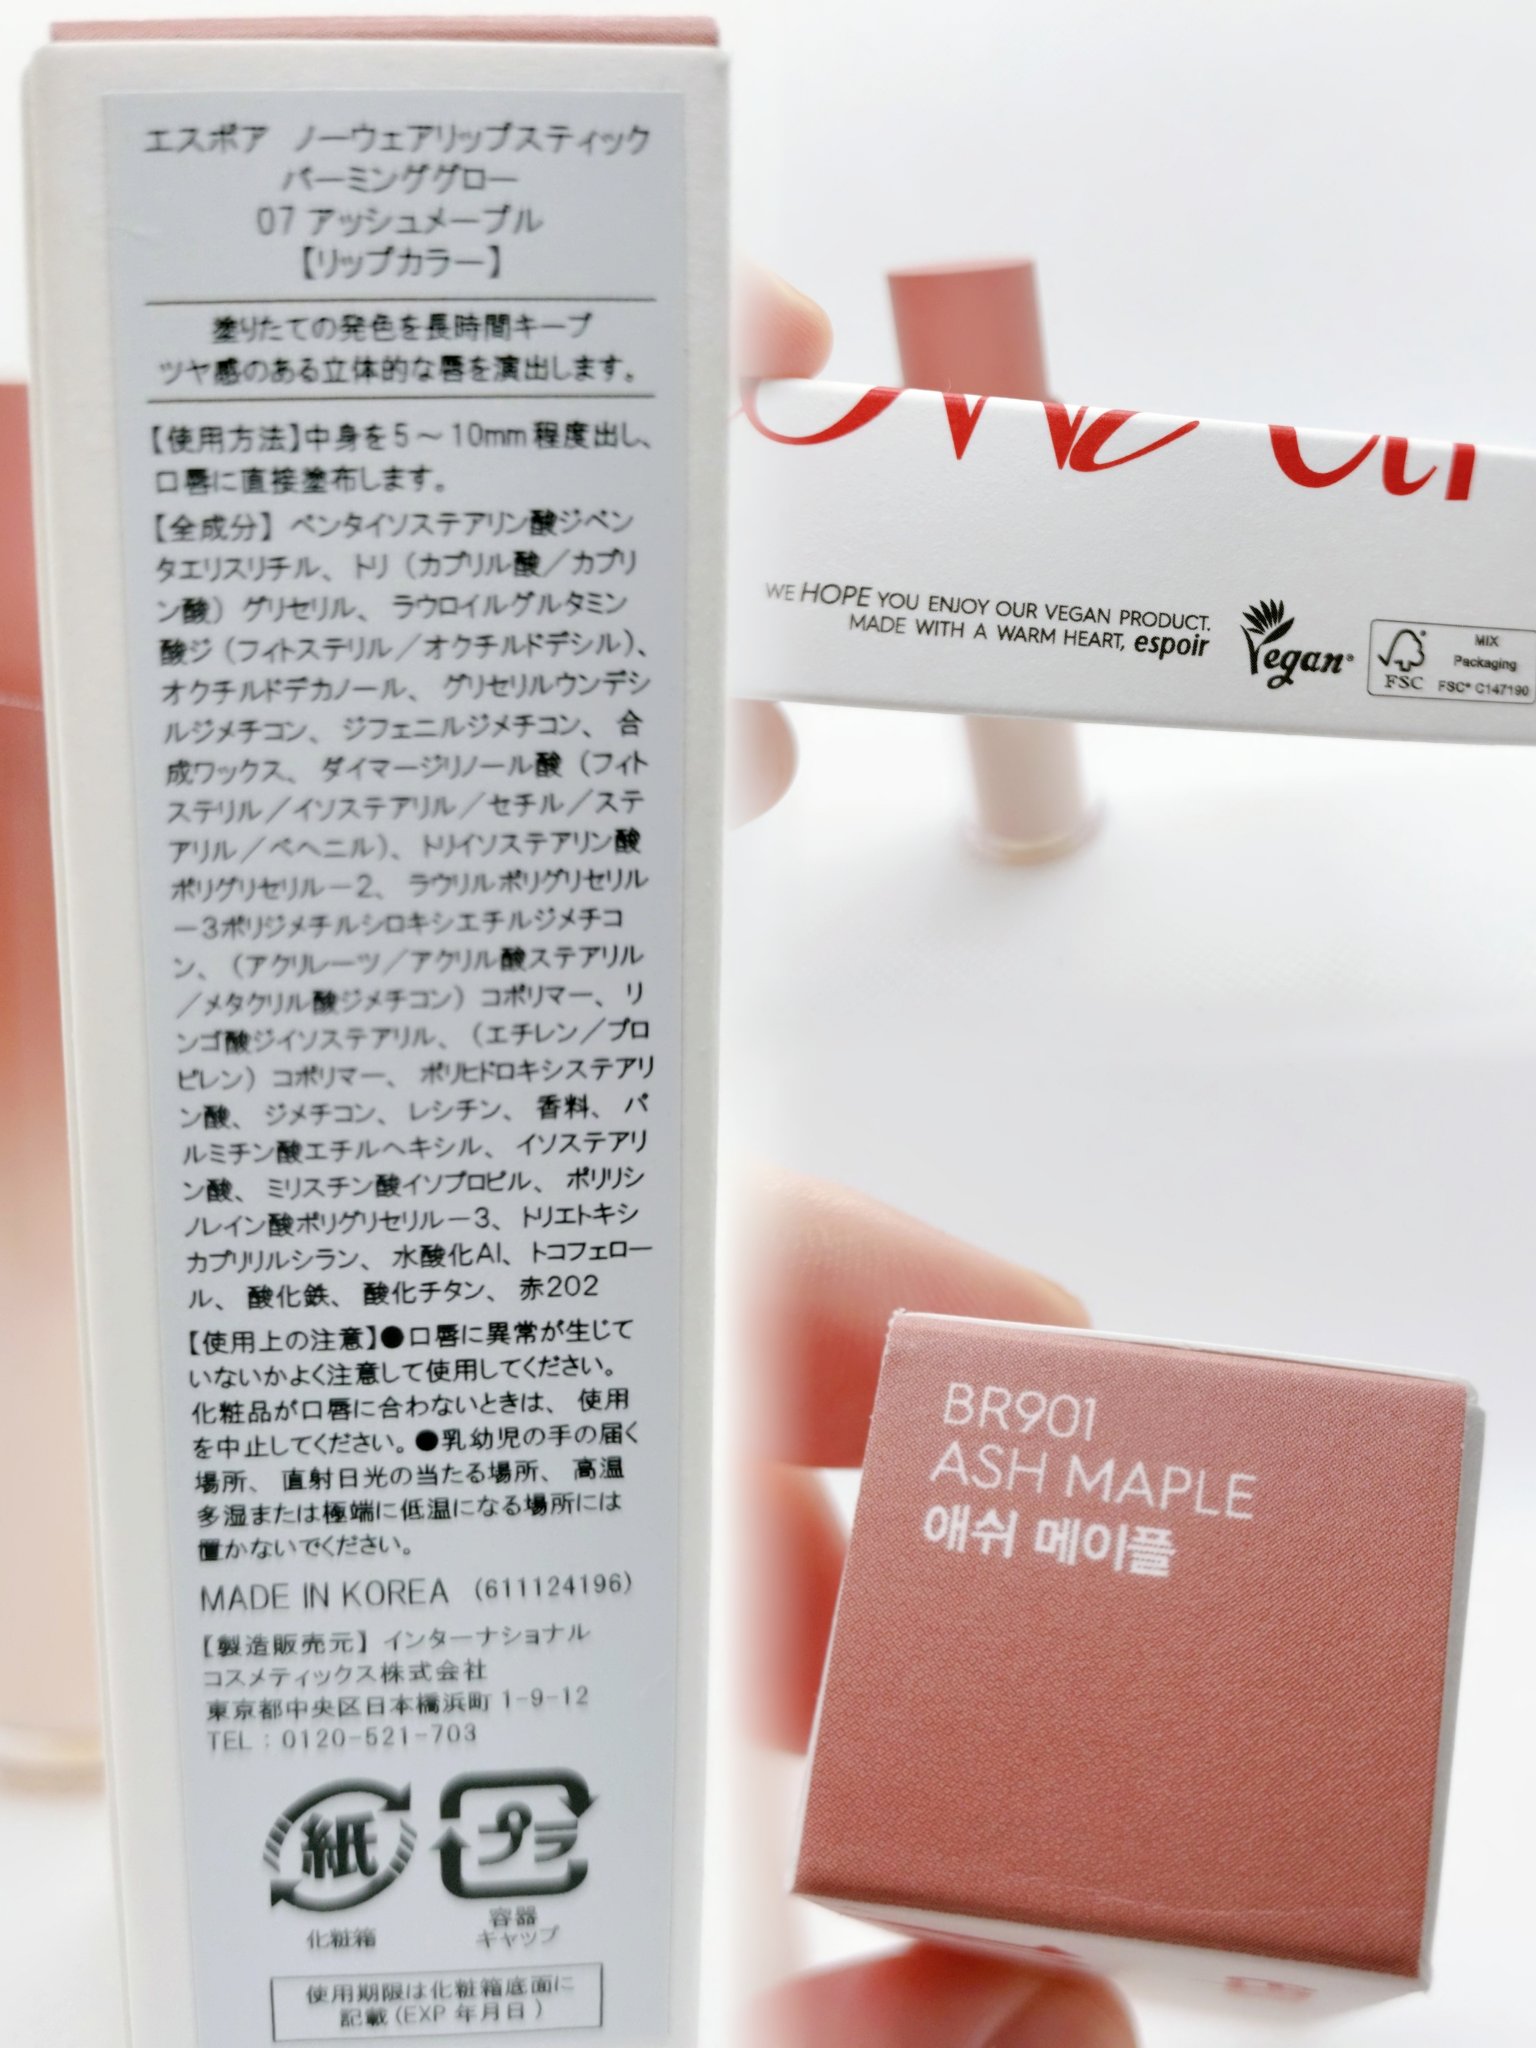 エスポア ノーウェアリップスティック
バーミンググロー
07 アッシュメープル
【リップカラー】
塗りたての発色を長時間キープ
ツヤ感のある立体的な唇を演出します。
【使用方法】中身を5～10mm程度出し、
口唇に直接塗布します。
【全成分】ペンタイソステアリン酸ジペン
タエリスリチル、トリ（カプリル酸／カプリ
ン酸）グリセリル、ラウロイルグルタミン
酸ジ（フィトステリル／オクチルドデシル）、
オクチルドデカノール、グリセリルウンデシ
ルジメチコン、ジフェニルジメチコン、合
成ワックス、ダイマージリノール酸（フィト
ステリル／イソステアリル／セチル／ステ
アリル／ベヘニル）、トリイソステアリン酸
ポリグリセリル－2、ラウリルポリグリセリル
－3ポリジメチルシロキシエチルジメチコ
ン、（アクリレーツ／アクリル酸ステアリル
／メタクリル酸ジメチコン）コポリマー、リ
ンゴ酸ジイソステアリル、（エチレン／プロ
ピレン）コポリマー、ポリヒドロキシステアリ
ン酸、ジメチコン、レシチン、香料、パ
ルミチン酸エチルヘキシル、イソステアリ
ン酸、ミリスチン酸イソプロピル、ポリリシ
ノレイン酸ポリグリセリル－3、トリエトキシ
カプリリルシラン、水酸化Al、トコフェロー
ル、酸化鉄、酸化チタン、赤202
【使用上の注意】●口唇に異常が生じて
いないかよく注意して使用してください。
化粧品が口唇に合わないときは、使用
を中止してください。●乳幼児の手の届く
場所、直射日光の当たる場所、高温
多湿または極端に低温になる場所には
置かないでください。
MADE IN KOREA (611124196)
【製造販売元】インターナショナル
コスメティックス株式会社
東京都中央区日本橋浜町 1-9-12
TEL：0120-521-703
紙
プラ
化粧箱
容器
キャップ
使用期限は化粧箱底面に
記載(EXP 年月日)
WE HOPE YOU ENJOY OUR VEGAN PRODUCT.
MADE WITH A WARM HEART, espoir
Vegan
FSC
MIX
Packaging
FSC® C147190
BR901
ASH MAPLE
애쉬 메이플